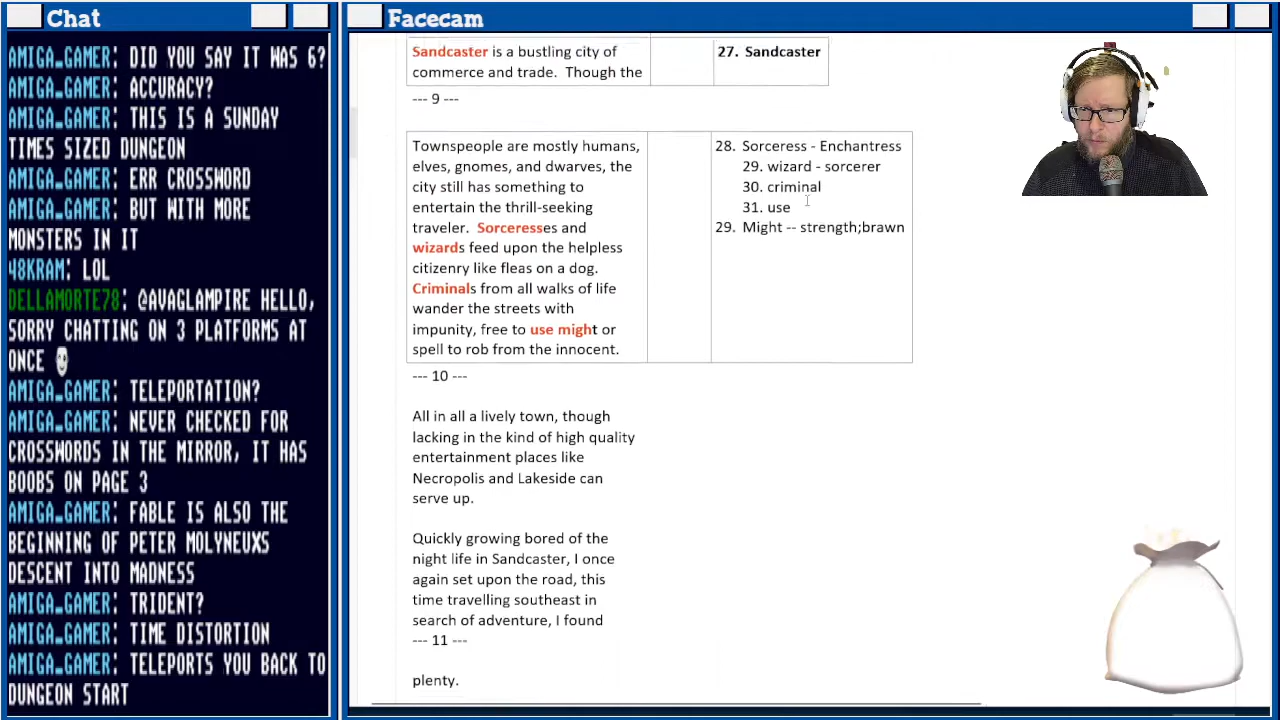 Chat
AMIGA_GAMER: DID YOU SAY IT WAS 6?
AMIGA_GAMER: ACCURACY?
AMIGA_GAMER: THIS IS A SUNDAY
TIMES SIZED DUNGEON
AMIGA_GAMER: ERR CROSSWORD
AMIGA_GAMER: BUT WITH MORE
MONSTERS IN IT
48KRAM: LOL
DELLAMORTE78: @AVAGLAMPIRE HELLO,
SORRY CHATTING ON 3 PLATFORMS AT
ONCE
AMIGA_GAMER: TELEPORTATION?
AMIGA_GAMER: NEVER CHECKED FOR
CROSSWORDS IN THE MIRROR, IT HAS
BOOBS ON PAGE 3
AMIGA_GAMER: FABLE IS ALSO THE
BEGINNING OF PETER MOLYNEUXS
DESCENT INTO MADNESS
AMIGA_GAMER: TRIDENT?
AMIGA_GAMER: TIME DISTORTION
AMIGA_GAMER: TELEPORTS YOU BACK TO
DUNGEON START
Facecam
Sandcaster is a bustling city of
commerce and trade. Though the
27. Sandcaster
--- 9 ---
Townspeople are mostly humans,
elves, gnomes, and dwarves, the
city still has something to
entertain the thrill-seeking
traveler. Sorceresses and
wizards feed upon the helpless
citizenry like fleas on a dog.
Criminals from all walks of life
wander the streets with
impunity, free to use might or
spell to rob from the innocent.
28. Sorceress - Enchantress
29. wizard - sorcerer
30. criminal
31. use
29. Might -- strength;brawn
--- 10 ---
All in all a lively town, though
lacking in the kind of high quality
entertainment places like
Necropolis and Lakeside can
serve up.
Quickly growing bored of the
night life in Sandcaster, I once
again set upon the road, this
time travelling southeast in
search of adventure, I found
--- 11 ---
plenty.